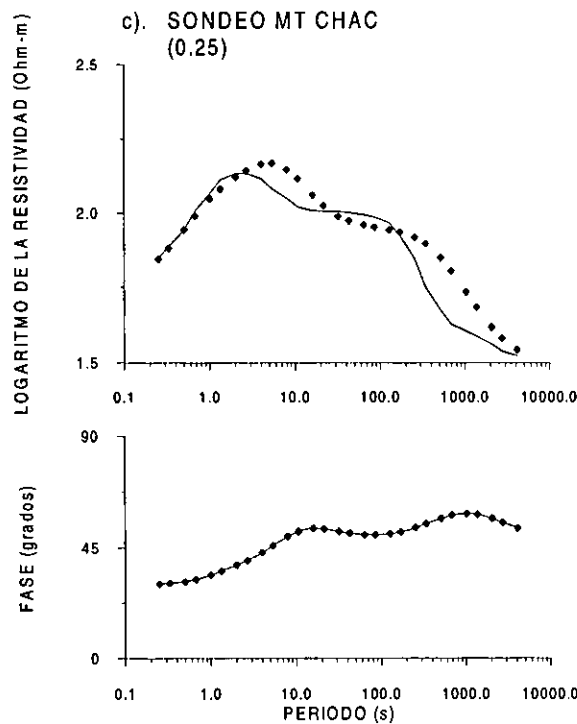 c). SONDEO MT CHAC
(0.25)
LOGARITMO DE LA RESISTIVIDAD (Ohm-m)
2.5
2.0
1.5
0.1 1.0 10.0 100.0 1000.0 10000.0
FASE (grados)
90
45
0
0.1 1.0 10.0 100.0 1000.0 10000.0
PERIODO (s)